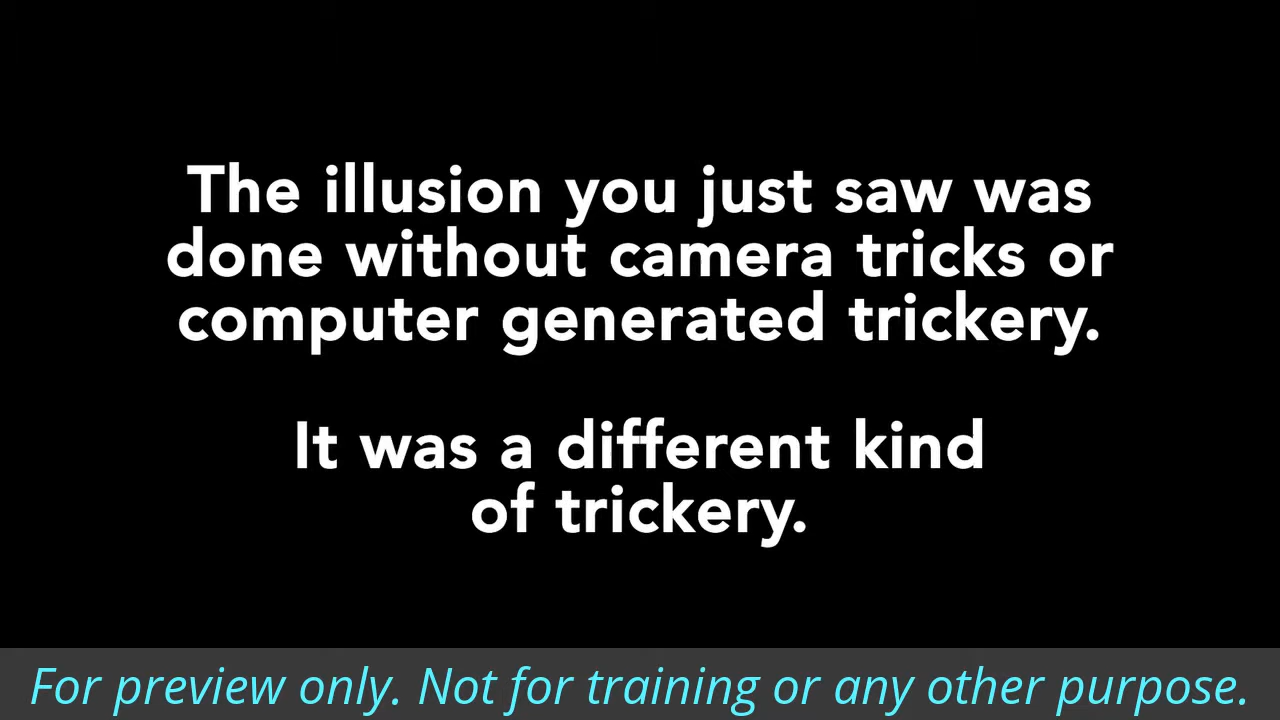 The illusion you just saw was
done without camera tricks or
computer generated trickery.
It was a different kind
of trickery.
For preview only. Not for training or any other purpose.